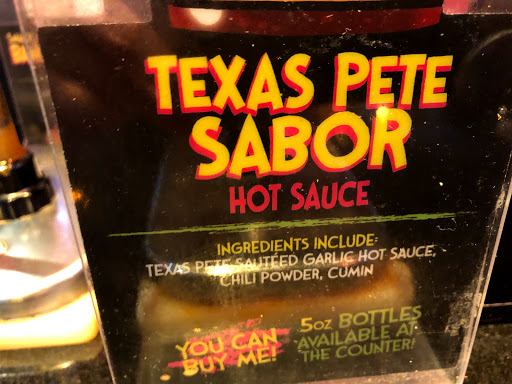 TEXAS PETE
SABOR
HOT SAUCE
INGREDIENTS INCLUDE:
TEXAS PETE SAUTÉED GARLIC HOT SAUCE,
CHILI POWDER, CUMIN
YOU CAN
BUY ME!
5OZ BOTTLES
AVAILABLE AT
THE COUNTER!